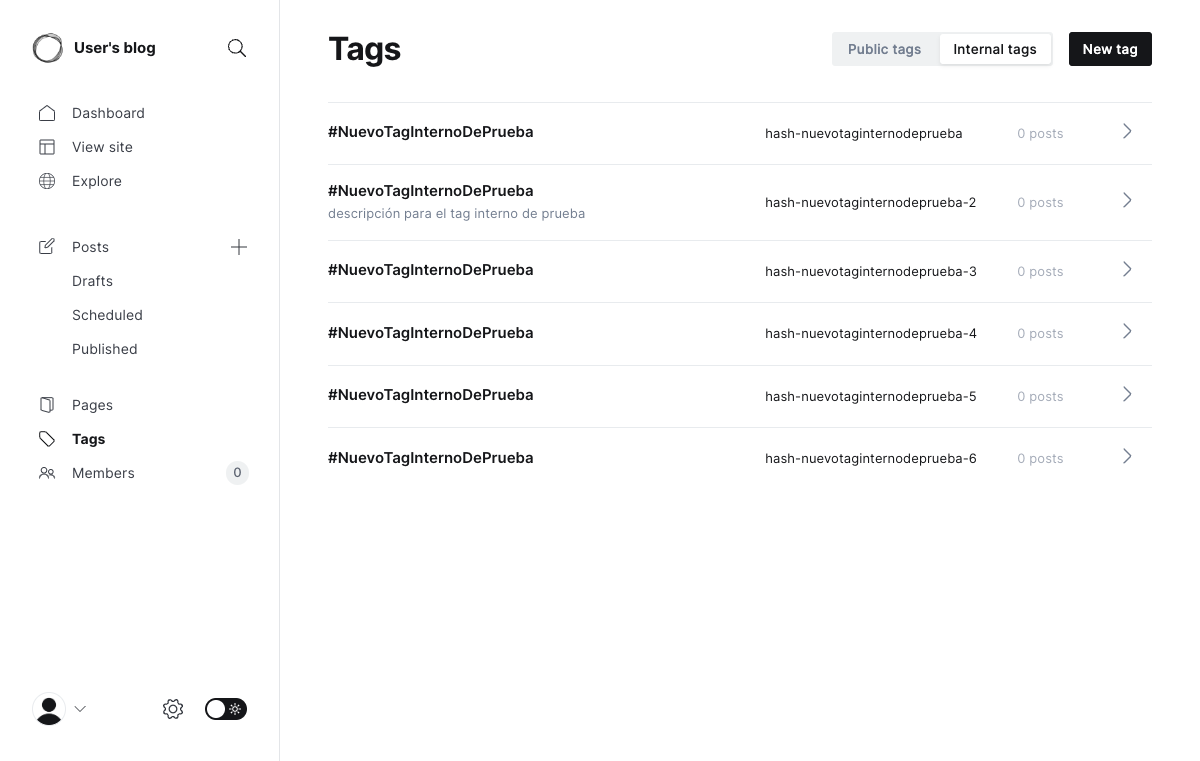 User's blog
Dashboard
View site
Explore
Posts
Drafts
Scheduled
Published
Pages
Tags
Members 0
Tags
Public tags Internal tags New tag
#NuevoTagInternoDePrueba hash-nuevotaginternodeprueba 0 posts
#NuevoTagInternoDePrueba hash-nuevotaginternodeprueba-2 0 posts
descripción para el tag interno de prueba
#NuevoTagInternoDePrueba hash-nuevotaginternodeprueba-3 0 posts
#NuevoTagInternoDePrueba hash-nuevotaginternodeprueba-4 0 posts
#NuevoTagInternoDePrueba hash-nuevotaginternodeprueba-5 0 posts
#NuevoTagInternoDePrueba hash-nuevotaginternodeprueba-6 0 posts